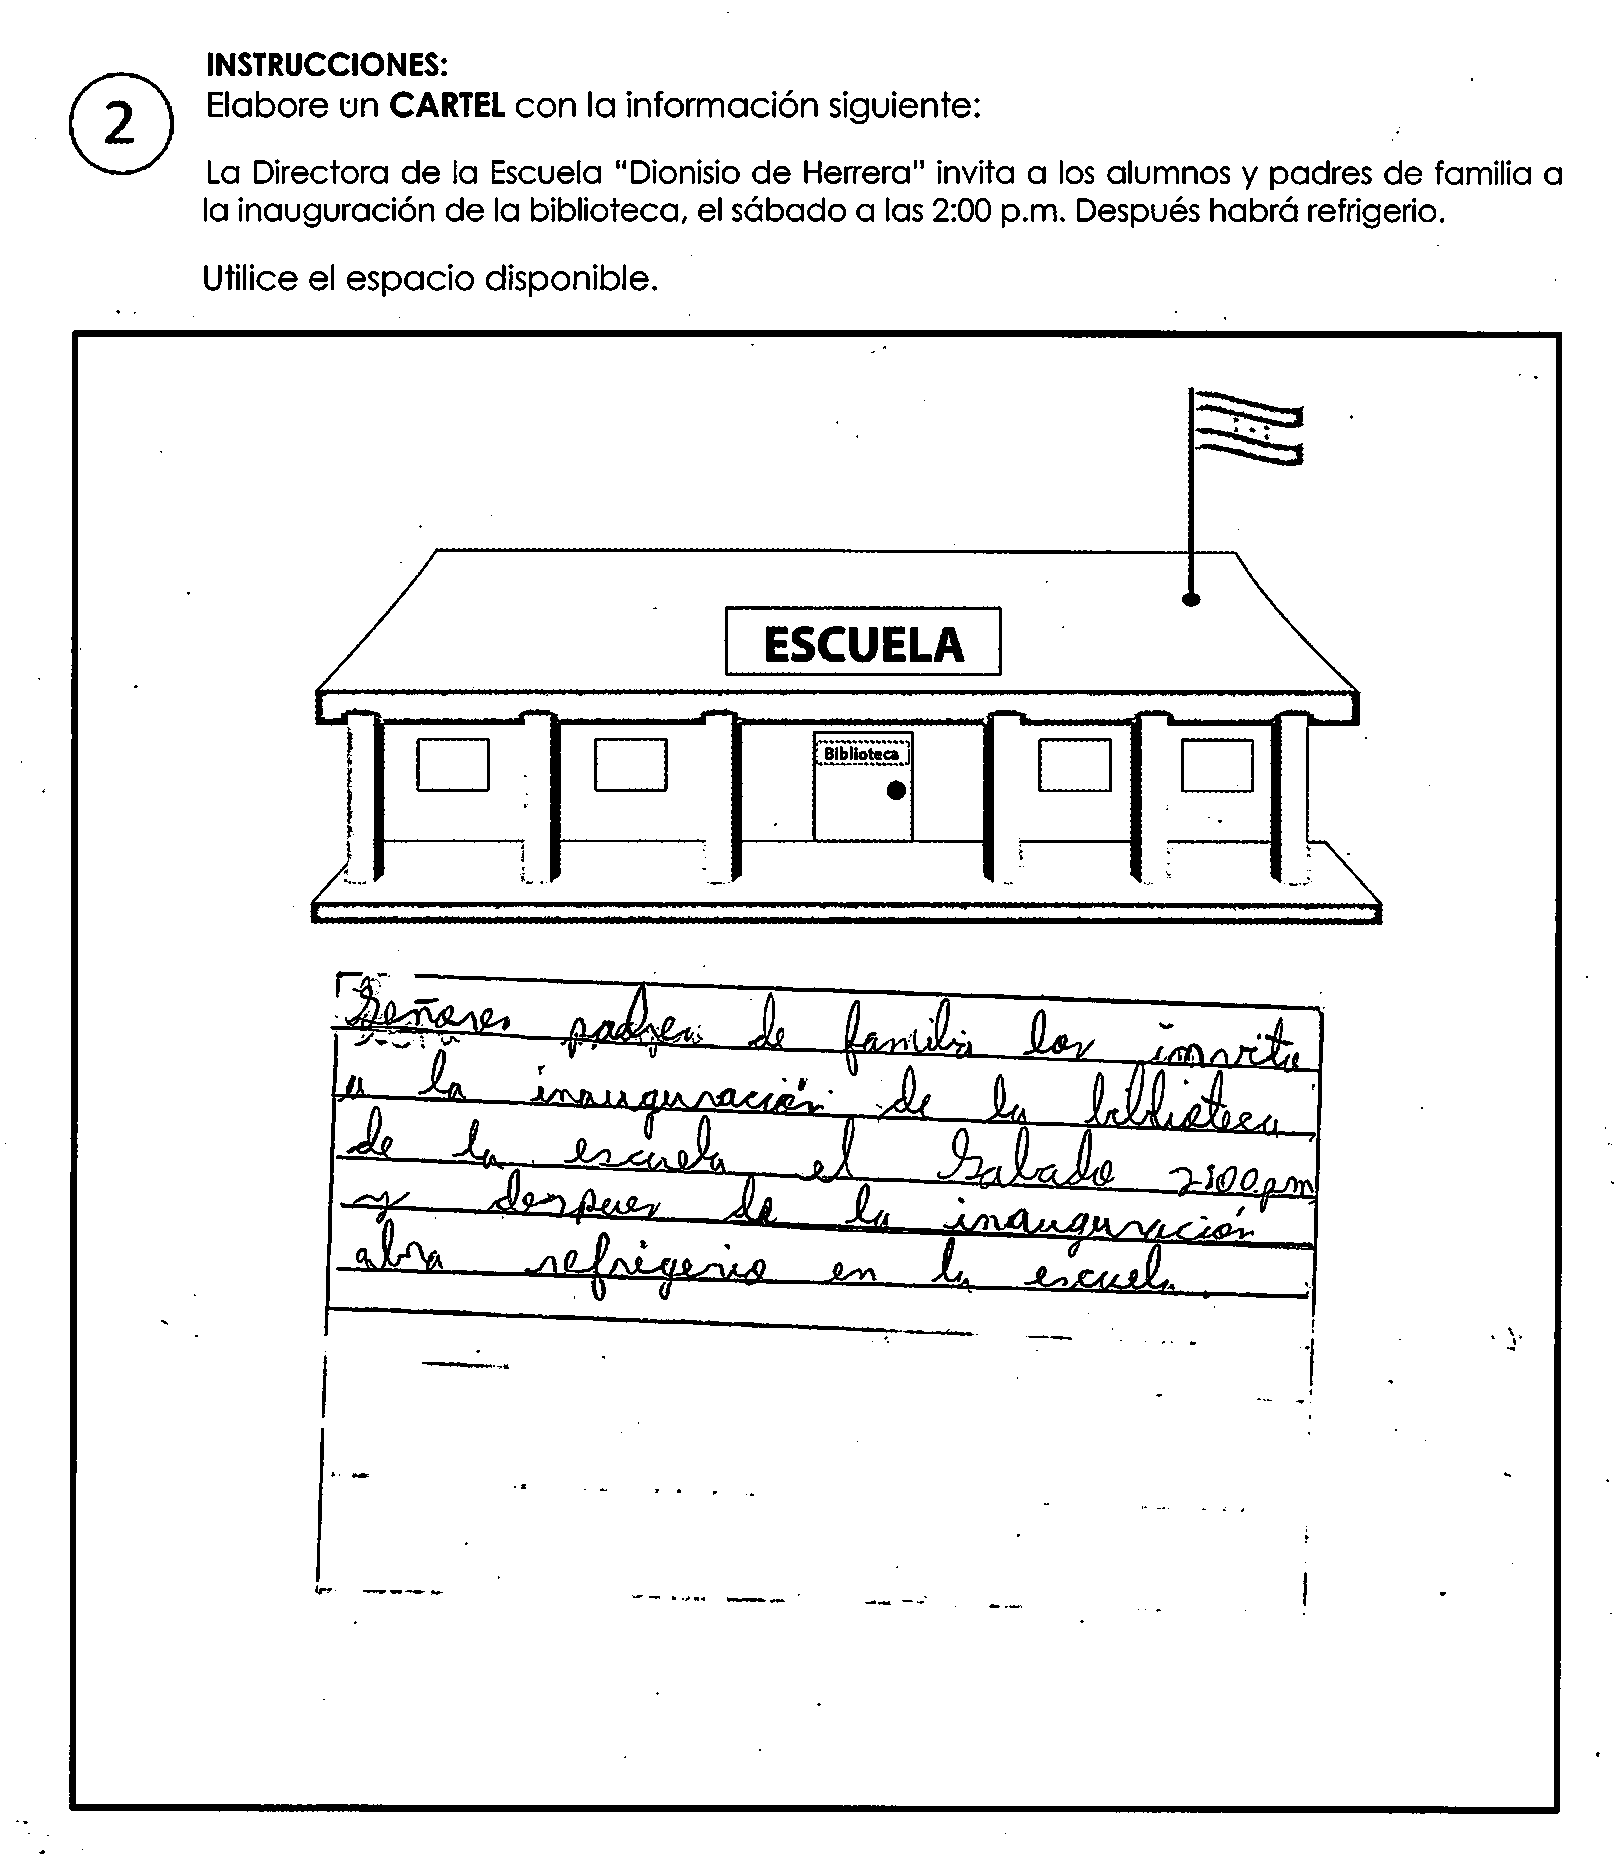 INSTRUCCIONES:
2
Elabore un CARTEL con la información siguiente:
La Directora de la Escuela "Dionisio de Herrera" invita a los alumnos y padres de familia a
la inauguración de la biblioteca, el sábado a las 2:00 p.m. Después habrá refrigerio.
Utilice el espacio disponible.
ESCUELA
Biblioteca
Señores padres de familia los invita
a la inauguración de la biblioteca
de la escuela el Sabado 2:00.pm
y despues de la inauguración
abra refrigerio en la escuela